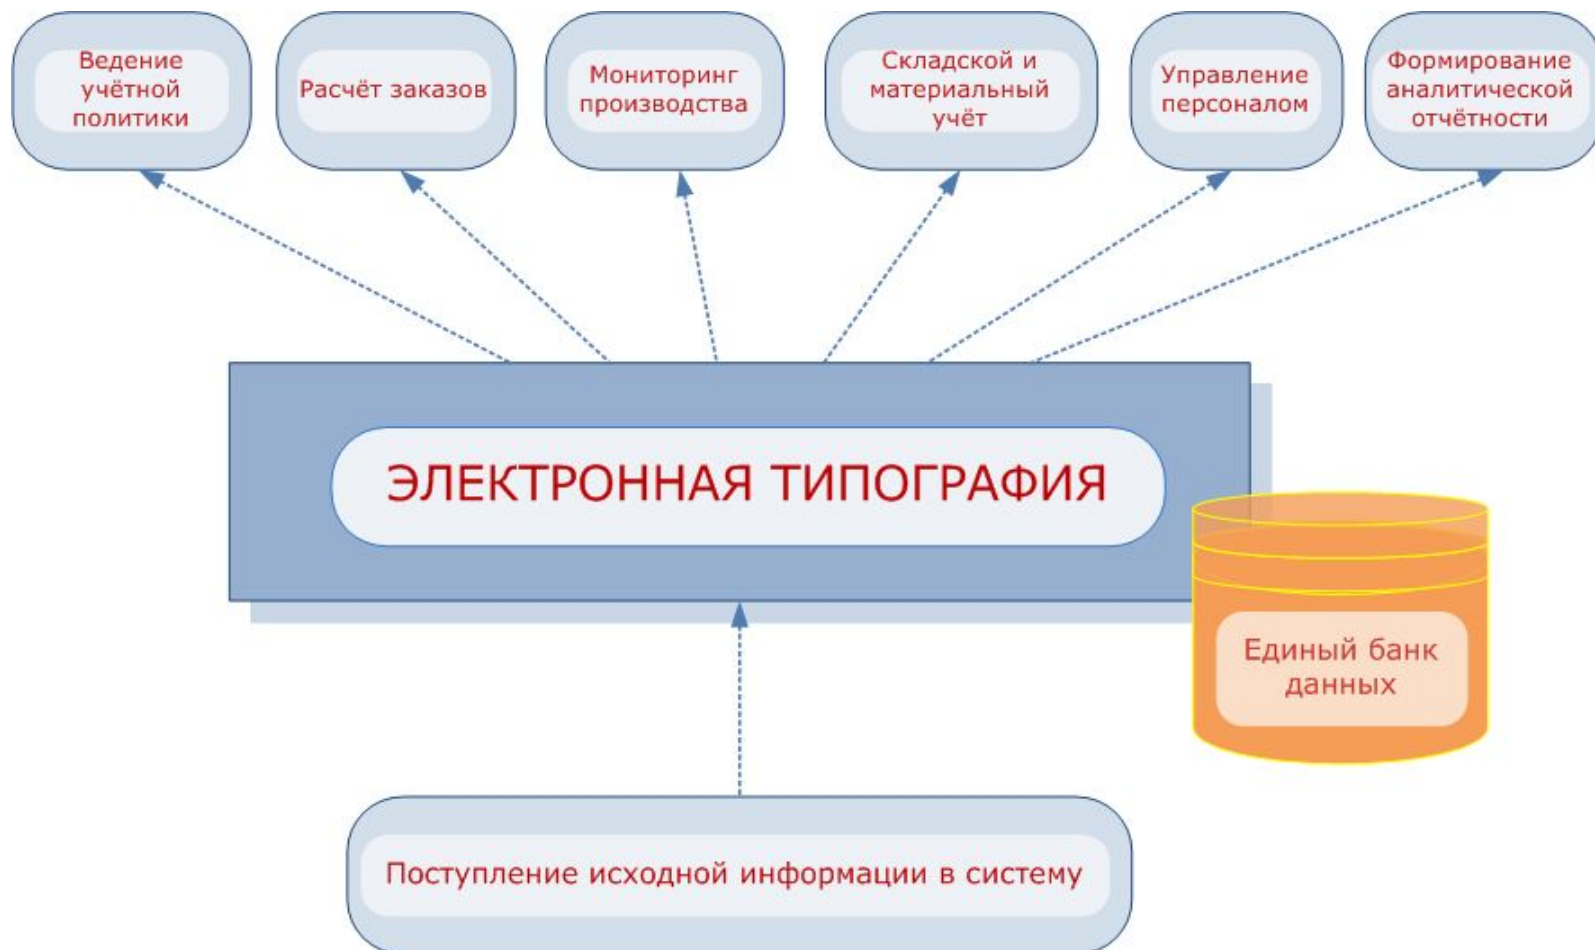 Ведение
учётной
политики
Расчёт заказов
Мониторинг
производства
Складской и
материальный
учёт
Управление
персоналом
Формирование
аналитической
отчётности
ЭЛЕКТРОННАЯ ТИПОГРАФИЯ
Единый банк
данных
Поступление исходной информации в систему